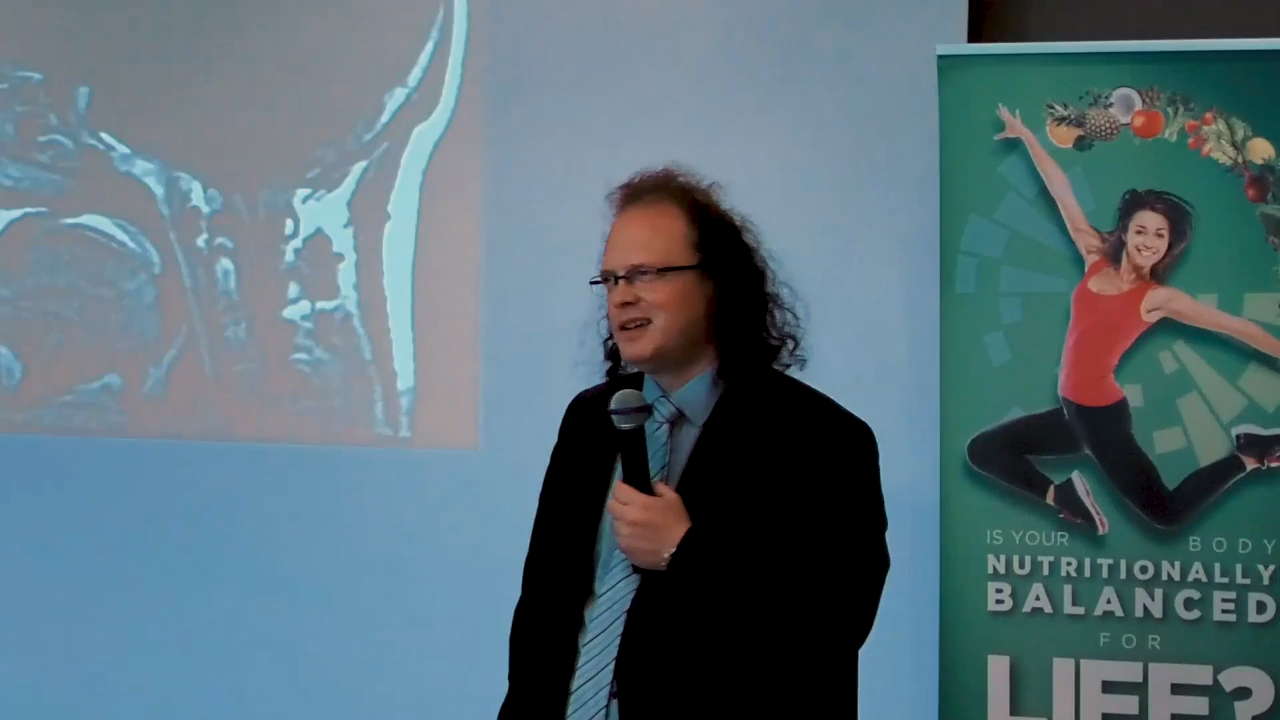 IS YOUR BODY
NUTRITIONALLY
BALANCED
FOR
LIFE?